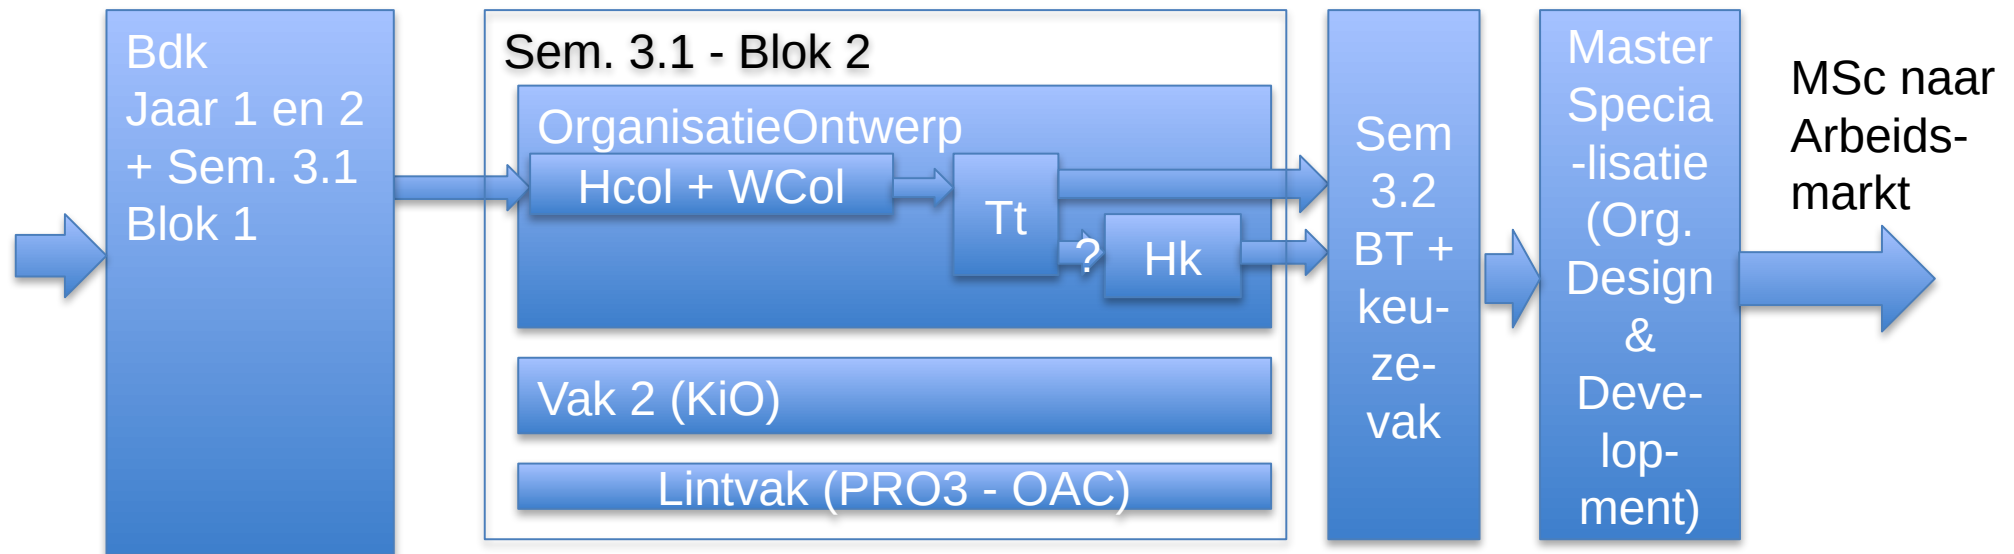 Bdk
Jaar 1 en 2
+ Sem. 3.1
Blok 1
Sem. 3.1 - Blok 2
OrganisatieOntwerp
Hcol + WCol
Tt
?
Hk
Vak 2 (KiO)
Lintvak (PRO3 - OAC)
Sem
3.2
BT +
keu-
ze-
vak
Master
Specia
-lisatie
(Org.
Design
&
Deve-
lop-
ment)
MSc naar
Arbeids-
markt